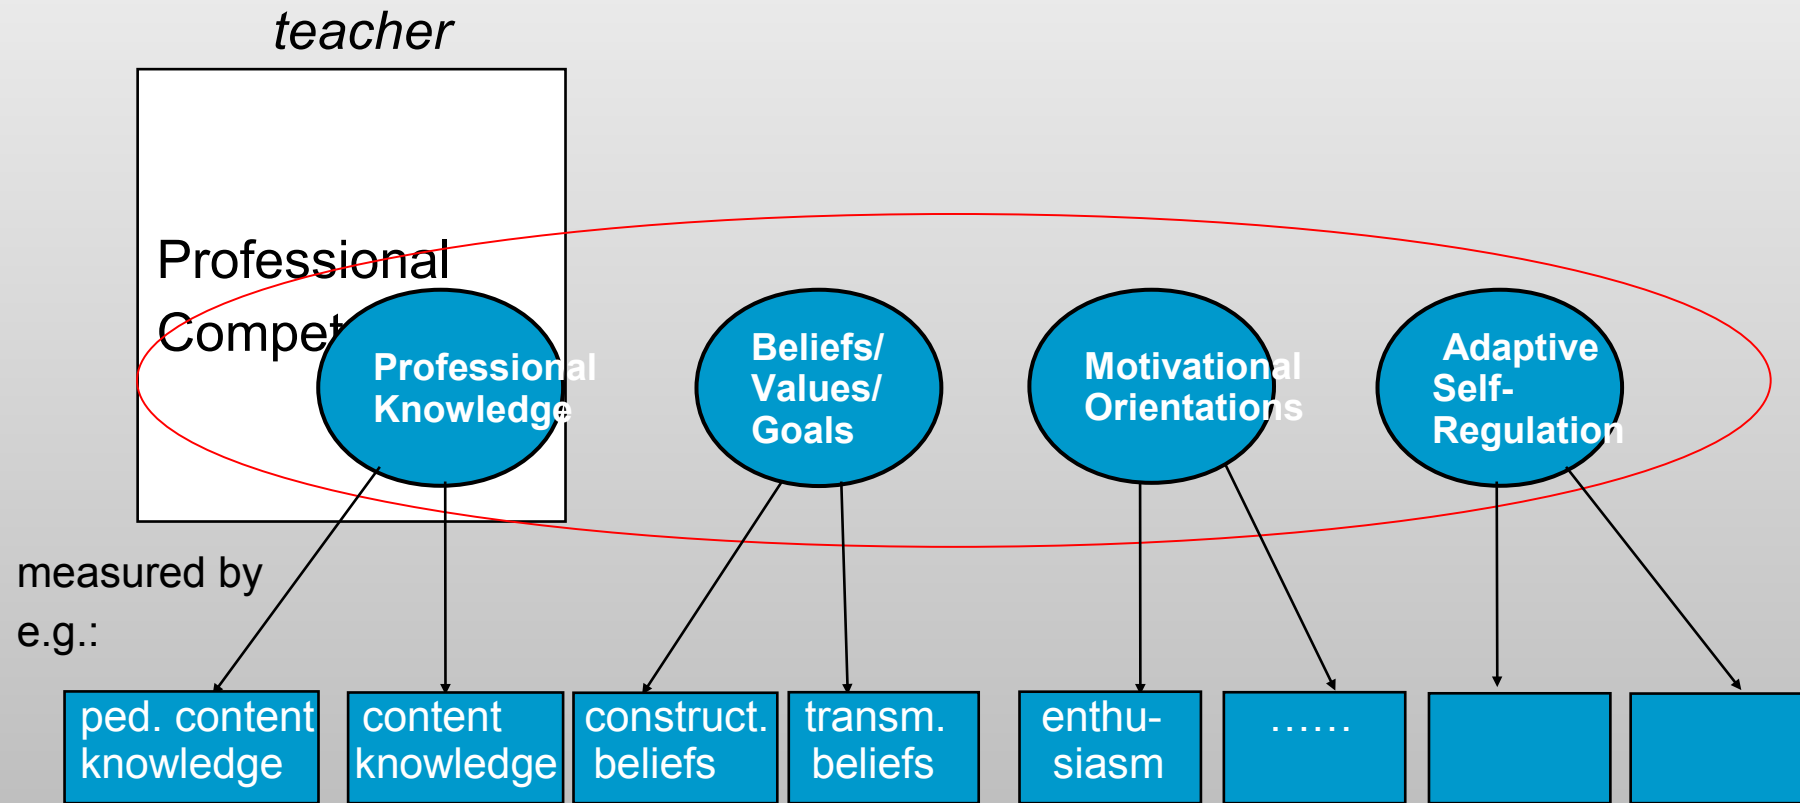 teacher
Professional
Compet
Professional
Knowledge
Beliefs/
Values/
Goals
Motivational
Orientations
Adaptive
Self-
Regulation
measured by
e.g.:
ped. content
knowledge
content
knowledge
construct.
beliefs
transm.
beliefs
enthu-
siasm
……